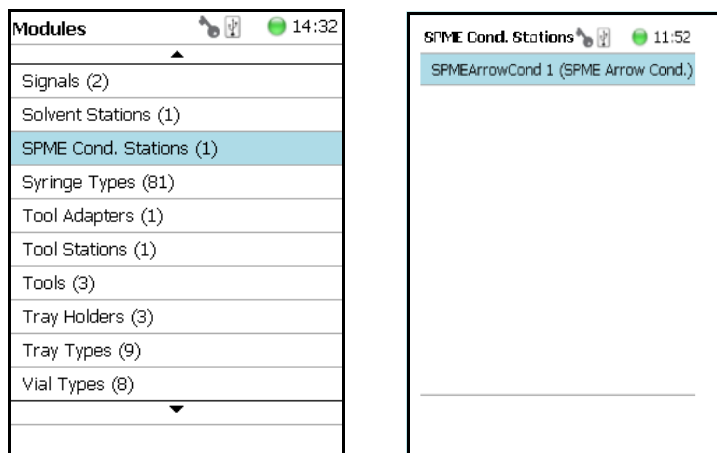 Modules 14:32
Signals (2)
Solvent Stations (1)
SPME Cond. Stations (1)
Syringe Types (81)
Tool Adapters (1)
Tool Stations (1)
Tools (3)
Tray Holders (3)
Tray Types (9)
Vial Types (8)
SPME Cond. Stations 11:52
SPMEArrowCond 1 (SPME Arrow Cond.)